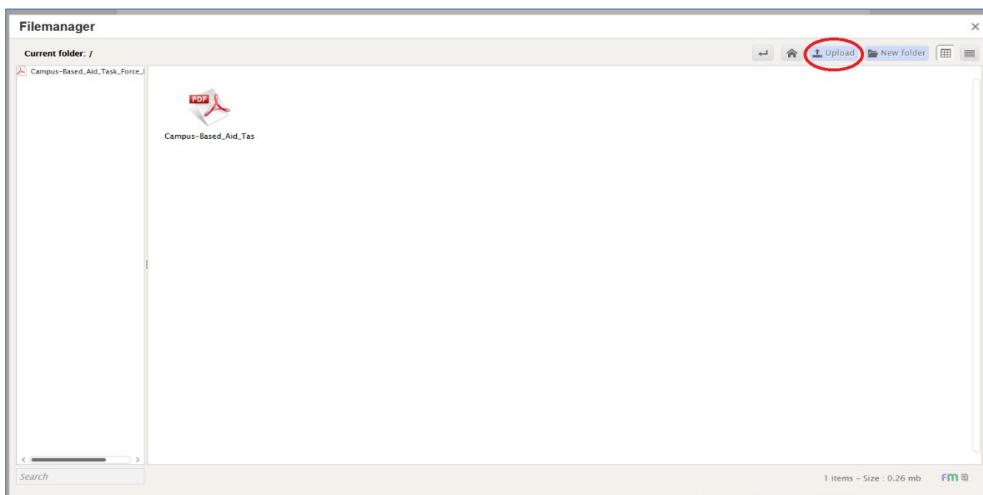 Filemanager
×
Current folder: /
Upload
New folder
Campus-Based_Aid_Task_Force_
PDF
Campus-Based_Aid_Tas
Search
1 items - Size : 0.26 mb
Fm